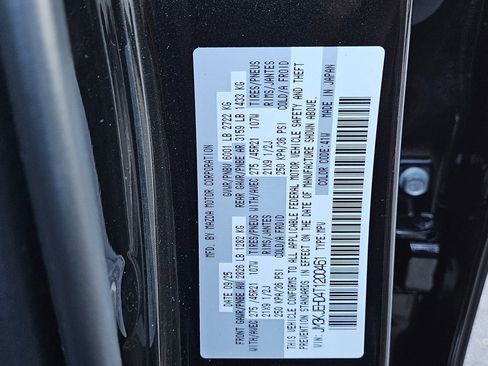 MFD. BY MAZDA MOTOR CORPORATION
DATE 09/25 GVWR/PNBV 6001 LB 2722 KG
FRONT GAWR/PNBE AV 2826 LB 1282 KG REAR GAWR/PNBE AR 3159 LB 1433 KG
WITH/AVEC 275 /45R21 107W TIRES/PNEUS WITH/AVEC 275 /45R21 107W TIRES/PNEUS
21X9 1/2J RIMS/JANTES 21X9 1/2J RIMS/JANTES
250 KPA/36 PSI COLD/A FROID 250 KPA/36 PSI COLD/A FROID
THIS VEHICLE CONFORMS TO ALL APPLICABLE FEDERAL MOTOR VEHICLE SAFETY AND THEFT
PREVENTION STANDARDS IN EFFECT ON THE DATE OF MANUFACTURE SHOWN ABOVE.
VIN: TYPE:MPV COLOR CODE:41W MADE IN JAPAN